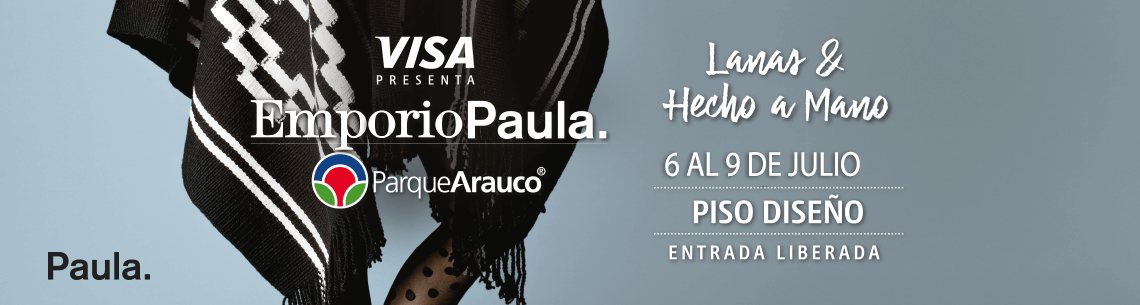 VISA
PRESENTA
EmporioPaula.
ParqueArauco®
Paula.
Lanas &
Hecho a Mano
6 AL 9 DE JULIO
PISO DISEÑO
ENTRADA LIBERADA